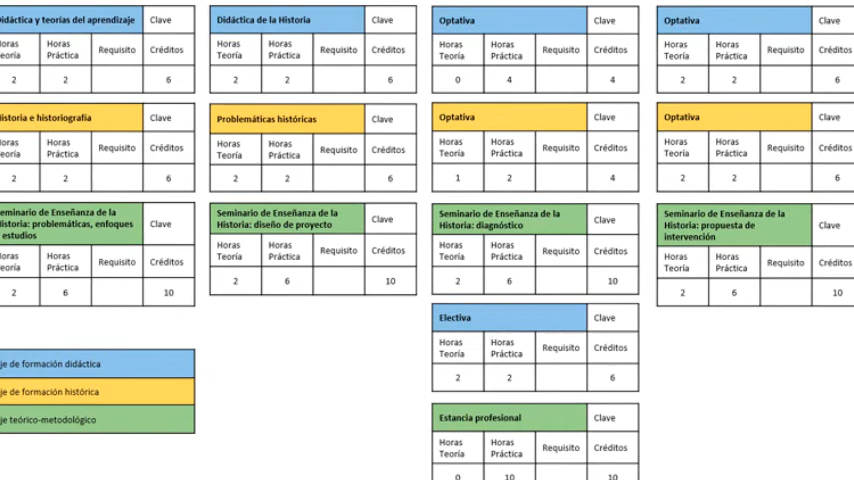 Didáctica y teorías del aprendizaje Clave
Horas Teoría Horas Práctica Requisito Créditos
2 2 6
Historia e historiografía Clave
Horas Teoría Horas Práctica Requisito Créditos
2 2 6
Seminario de Enseñanza de la
Historia: problemáticas, enfoques
estudios
Clave
Horas Teoría Horas Práctica Requisito Créditos
2 6 10
Eje de formación didáctica
Eje de formación histórica
Eje teórico-metodológico
Didáctica de la Historia Clave
Horas Teoría Horas Práctica Requisito Créditos
2 2 6
Problemáticas históricas Clave
Horas Teoría Horas Práctica Requisito Créditos
2 2 6
Seminario de Enseñanza de la
Historia: diseño de proyecto
Clave
Horas Teoría Horas Práctica Requisito Créditos
2 6 10
Optativa Clave
Horas Teoría Horas Práctica Requisito Créditos
0 4 4
Optativa Clave
Horas Teoría Horas Práctica Requisito Créditos
1 2 4
Seminario de Enseñanza de la
Historia: diagnóstico
Clave
Horas Teoría Horas Práctica Requisito Créditos
2 6 10
Electiva Clave
Horas Teoría Horas Práctica Requisito Créditos
2 2 6
Estancia profesional Clave
Horas Teoría Horas Práctica Requisito Créditos
0 10 10
Optativa Clave
Horas Teoría Horas Práctica Requisito Créditos
2 2 6
Optativa Clave
Horas Teoría Horas Práctica Requisito Créditos
2 2 6
Seminario de Enseñanza de la
Historia: propuesta de
intervención
Clave
Horas Teoría Horas Práctica Requisito Créditos
2 6 10